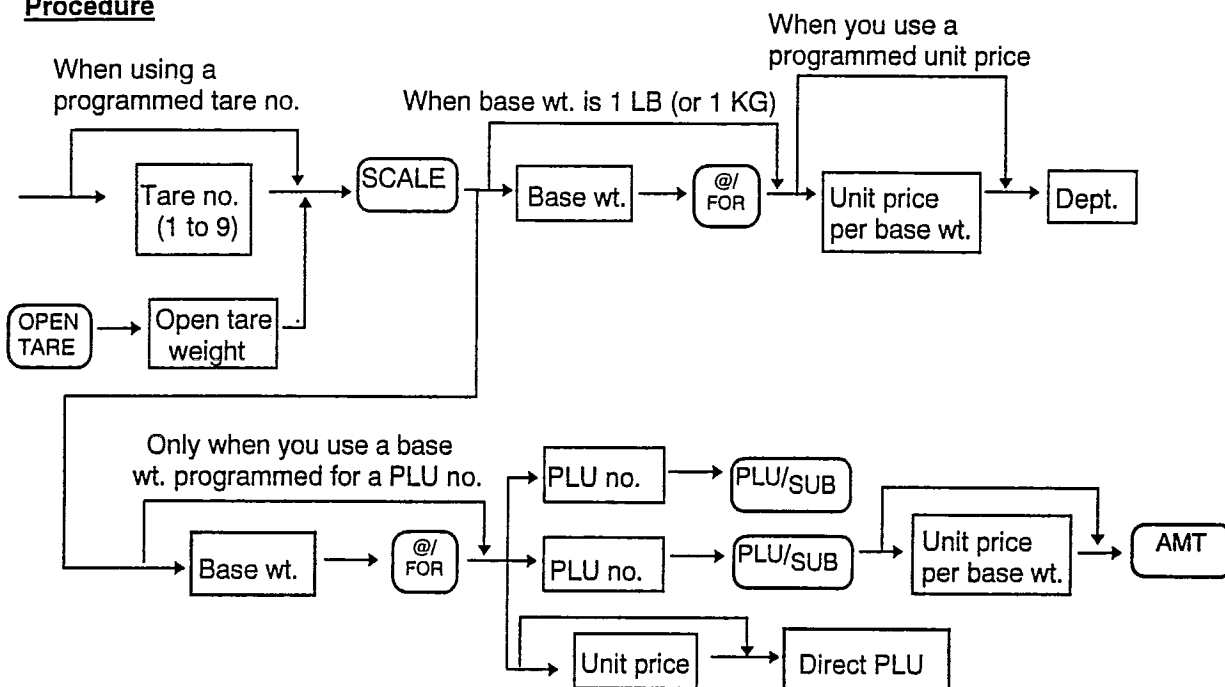 Procedure
When you use a
programmed unit price
When using a
programmed tare no.
When base wt. is 1 LB (or 1 KG)
Tare no.
(1 to 9)
SCALE
Base wt.
@/
FOR
Unit price
per base wt.
Dept.
OPEN
TARE
Open tare
weight
Only when you use a base
wt. programmed for a PLU no.
PLU no.
PLU/SUB
Base wt.
@/
FOR
PLU no.
PLU/SUB
Unit price
per base wt.
AMT
Unit price
Direct PLU